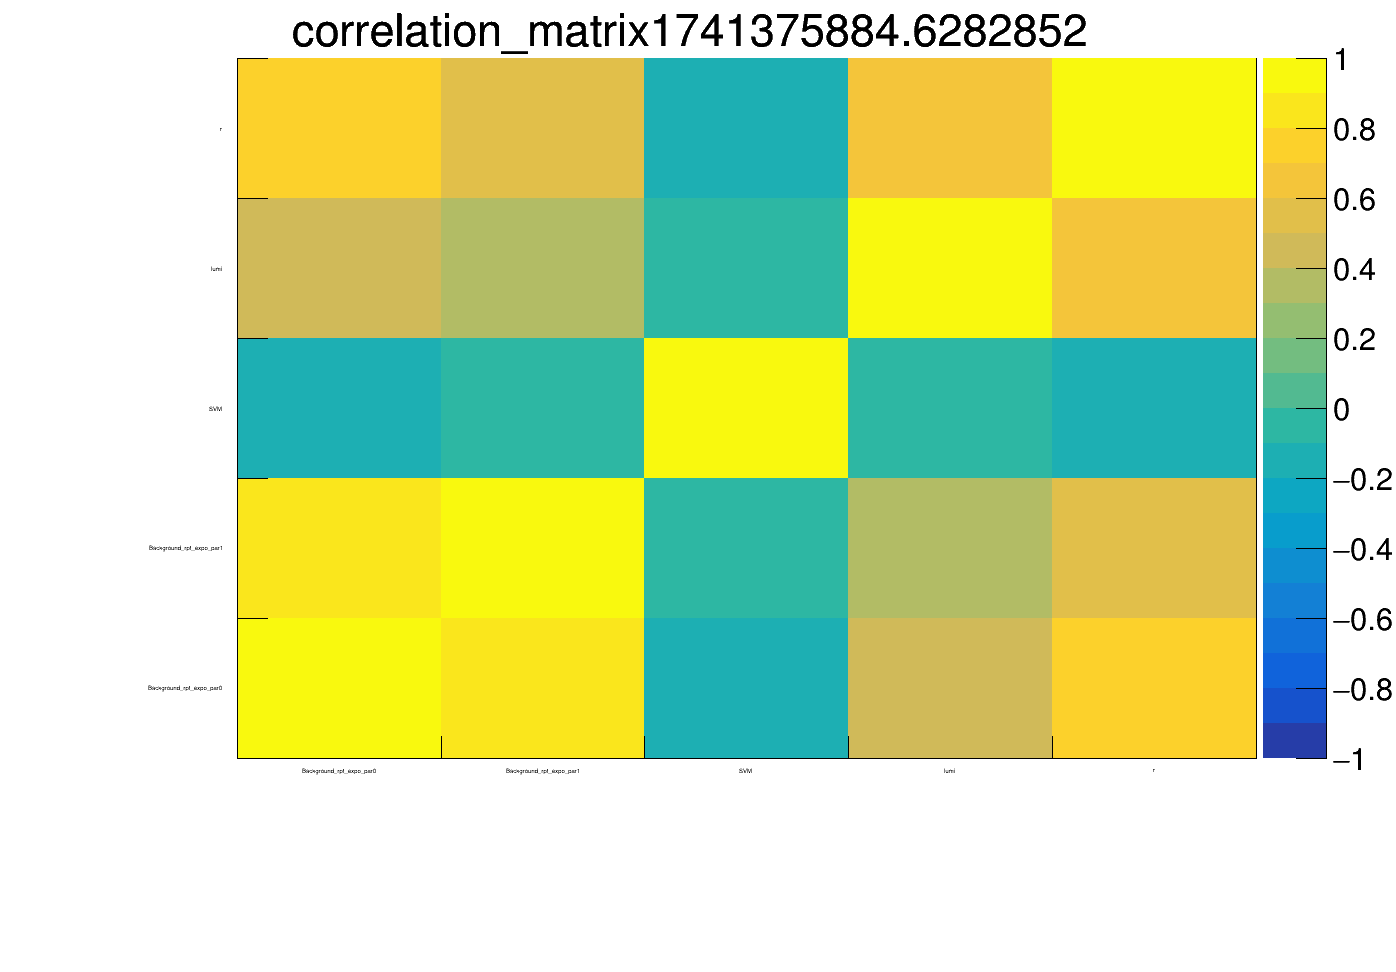 correlation_matrix1741375884.6282852
1
r
0.8
0.6
lumi
0.4
0.2
SVM
0
−0.2
Background_rpf_expo_par1
−0.4
−0.6
Background_rpf_expo_par0
−0.8
−1
Background_rpf_expo_par0 Background_rpf_expo_par1 SVM lumi r